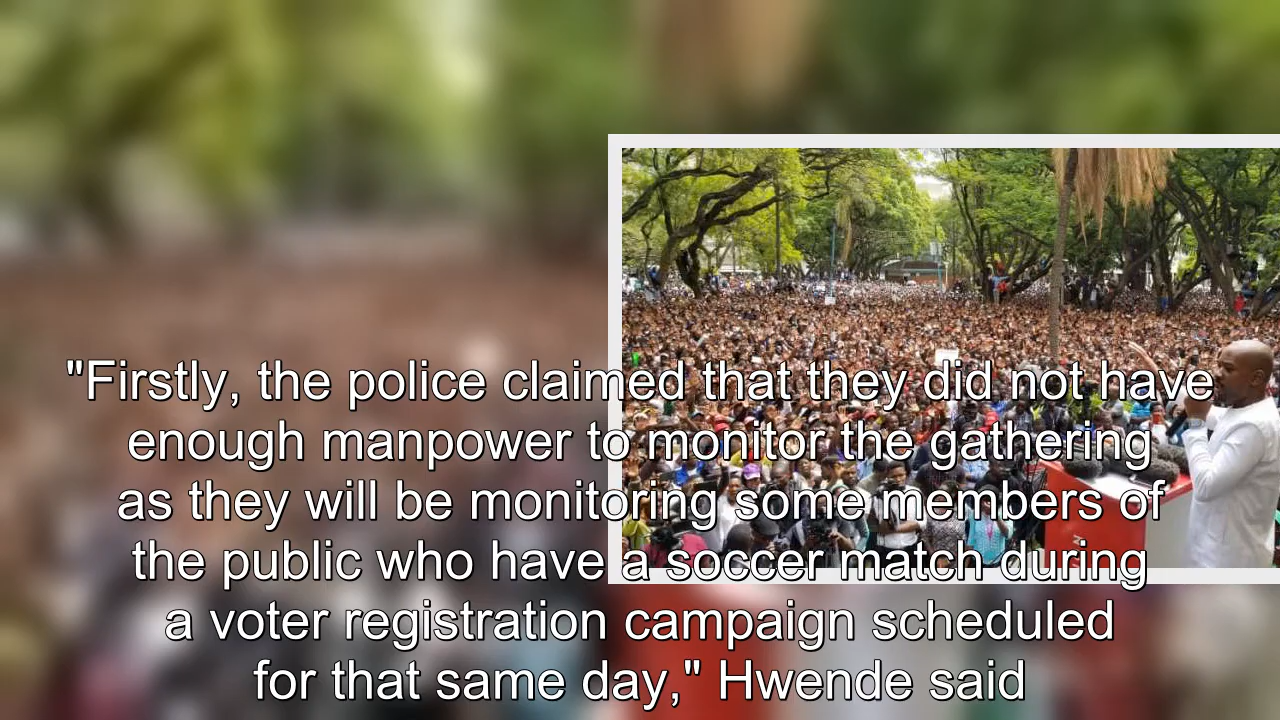 "Firstly, the police claimed that they did not have
enough manpower to monitor the gathering
as they will be monitoring some members of
the public who have a soccer match during
a voter registration campaign scheduled
for that same day," Hwende said